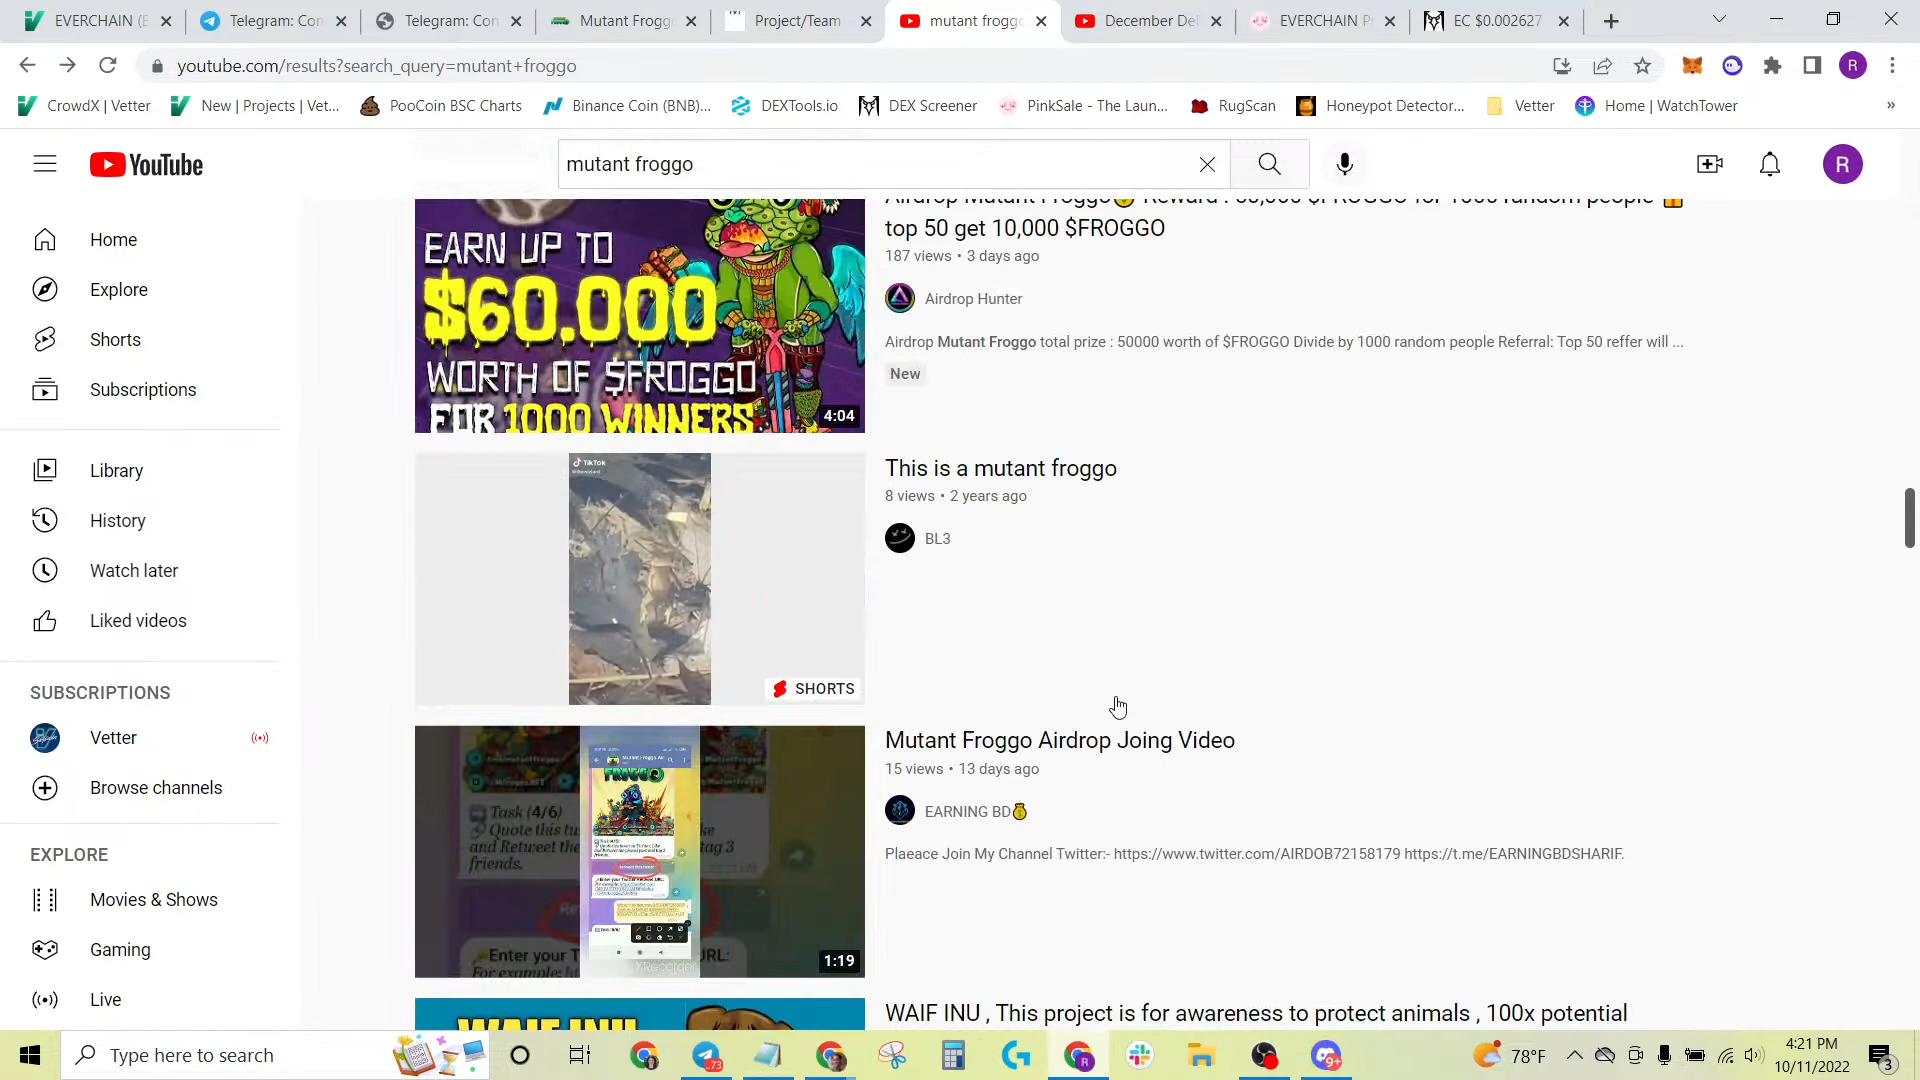 EVERCHAIN (E
Telegram: Con
Telegram: Con
Mutant Frogg
Project/Team
mutant frogg
December De
EVERCHAIN P
EC $0.002627
youtube.com/results?search_query=mutant+froggo
R
CrowdX | Vetter
New | Projects | Vet...
PooCoin BSC Charts
Binance Coin (BNB)...
DEXTools.io
DEX Screener
PinkSale - The Laun...
RugScan
Honeypot Detector...
Vetter
Home | WatchTower
»
YouTube
mutant froggo
R
Home
Explore
Shorts
Subscriptions
Library
History
Watch later
Liked videos
SUBSCRIPTIONS
Vetter
Browse channels
EXPLORE
Movies & Shows
Gaming
Live
EARN UP TO
$60.000
WORTH OF $FROGGO
FOR 1000 WINNERS
4:04
Airdrop Mutant Froggo Reward : 50,000 $FROGGO for 1000 random people
top 50 get 10,000 $FROGGO
187 views • 3 days ago
Airdrop Hunter
Airdrop Mutant Froggo total prize : 50000 worth of $FROGGO Divide by 1000 random people Referral: Top 50 reffer will ...
New
TikTok
SHORTS
This is a mutant froggo
8 views • 2 years ago
BL3
FROGGO
Task (4/6)
Quote this tw
and Retweet the
friends.
tag 3
Enter your T
URL:
For example: h
1:19
Mutant Froggo Airdrop Joing Video
15 views • 13 days ago
EARNING BD
Plaeace Join My Channel Twitter:- https://www.twitter.com/AIRDOB72158179 https://t.me/EARNINGBDSHARIF.
WAIF INU
WAIF INU , This project is for awareness to protect animals , 100x potential
Type here to search
73
9+
78°F
4:21 PM
10/11/2022
3